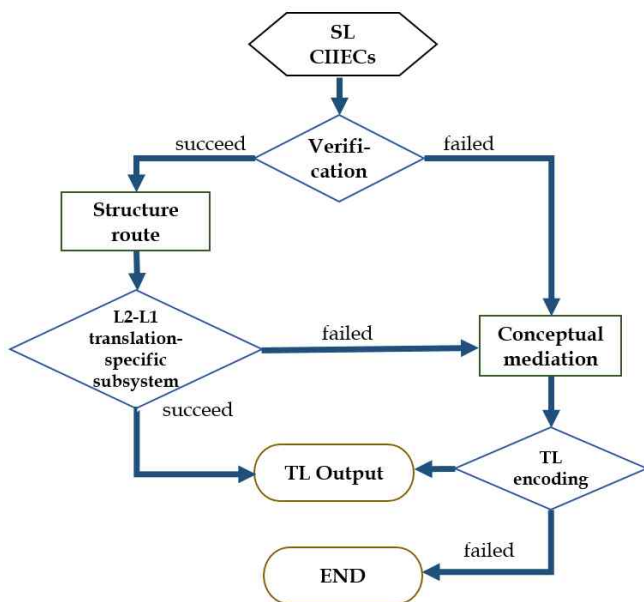 SL
CIIECs
succeed
failed
Verifi-
cation
Structure
route
L2-L1
translation-
specific
subsystem
failed
Conceptual
mediation
succeed
TL Output
TL
encoding
failed
END